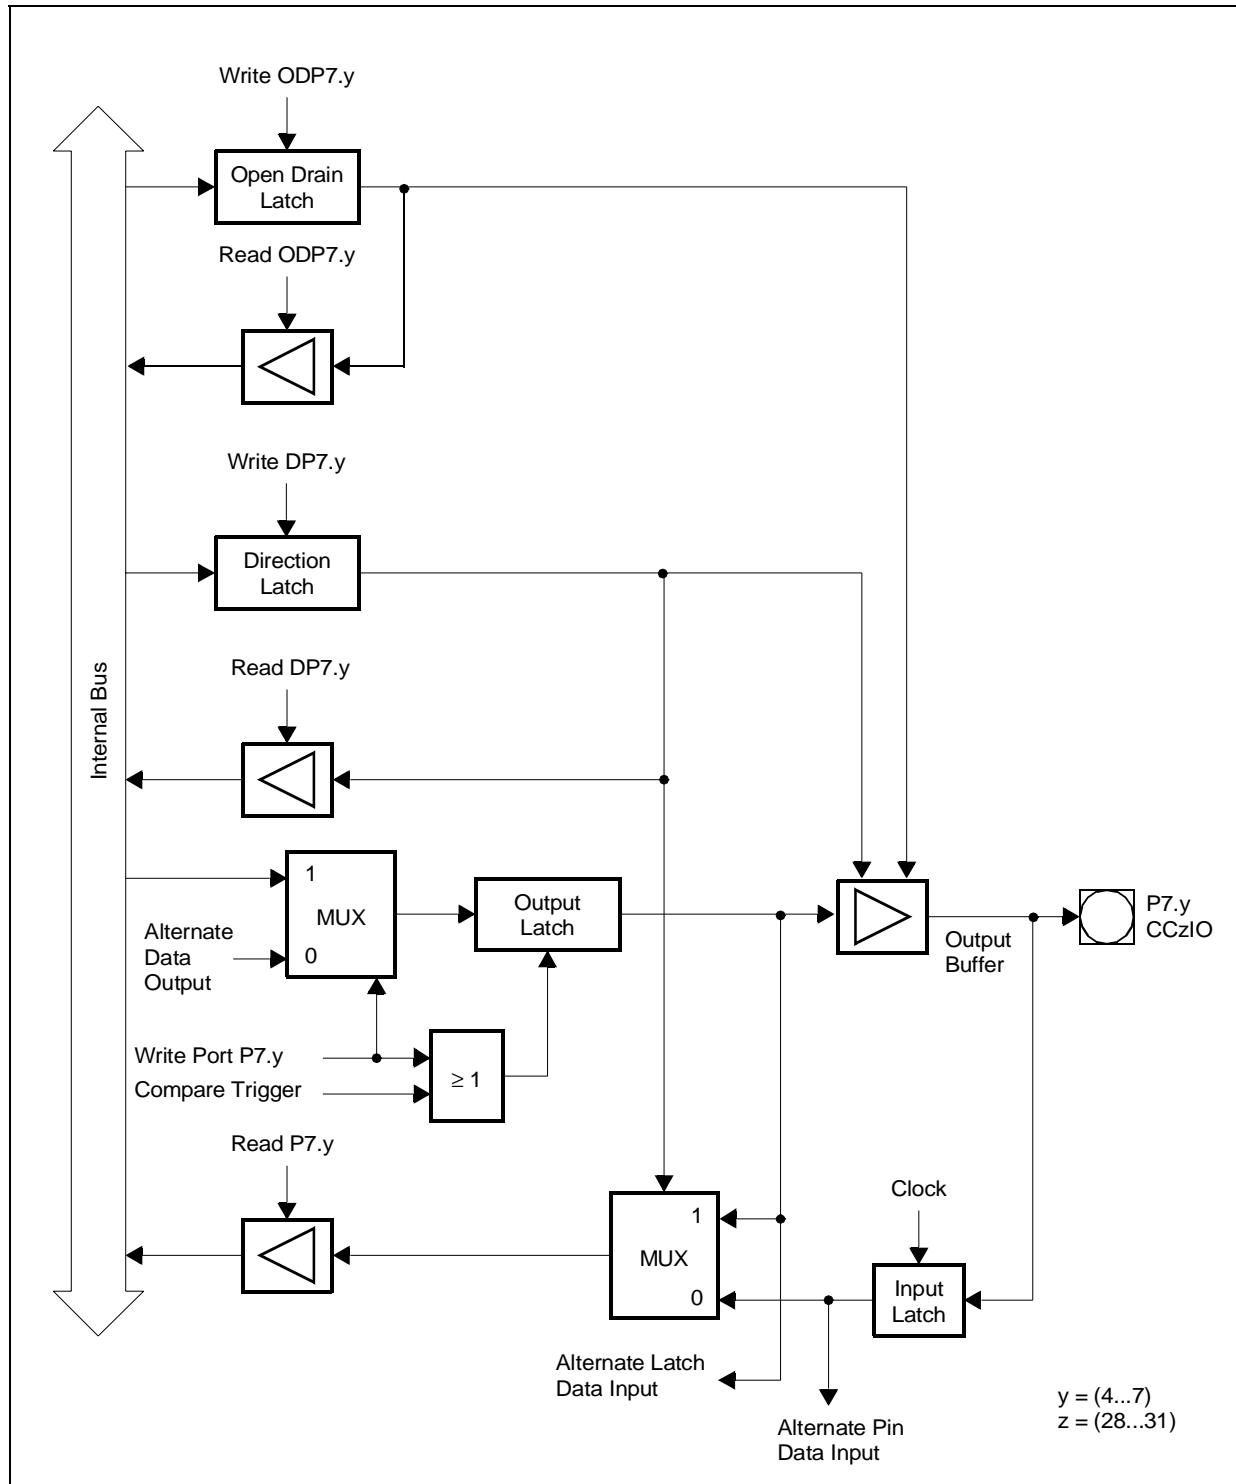 Write ODP7.y
Open Drain
Latch
Read ODP7.y
Write DP7.y
Direction
Latch
Internal Bus
Read DP7.y
1
MUX
0
Alternate
Data
Output
Output
Latch
Output
Buffer
P7.y
CCzIO
Write Port P7.y
Compare Trigger
≥ 1
Read P7.y
1
MUX
0
Clock
Input
Latch
Alternate Latch
Data Input
Alternate Pin
Data Input
y = (4...7)
z = (28...31)